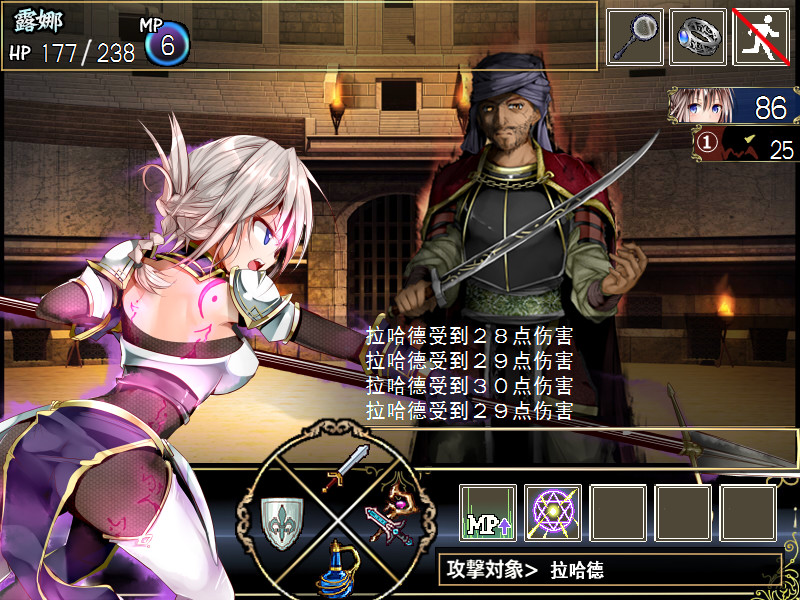 露娜
MP
6
HP 177/238
86
① 25
拉哈德受到２８点伤害
拉哈德受到２９点伤害
拉哈德受到３０点伤害
拉哈德受到２９点伤害
MP↑
攻撃対象> 拉哈德